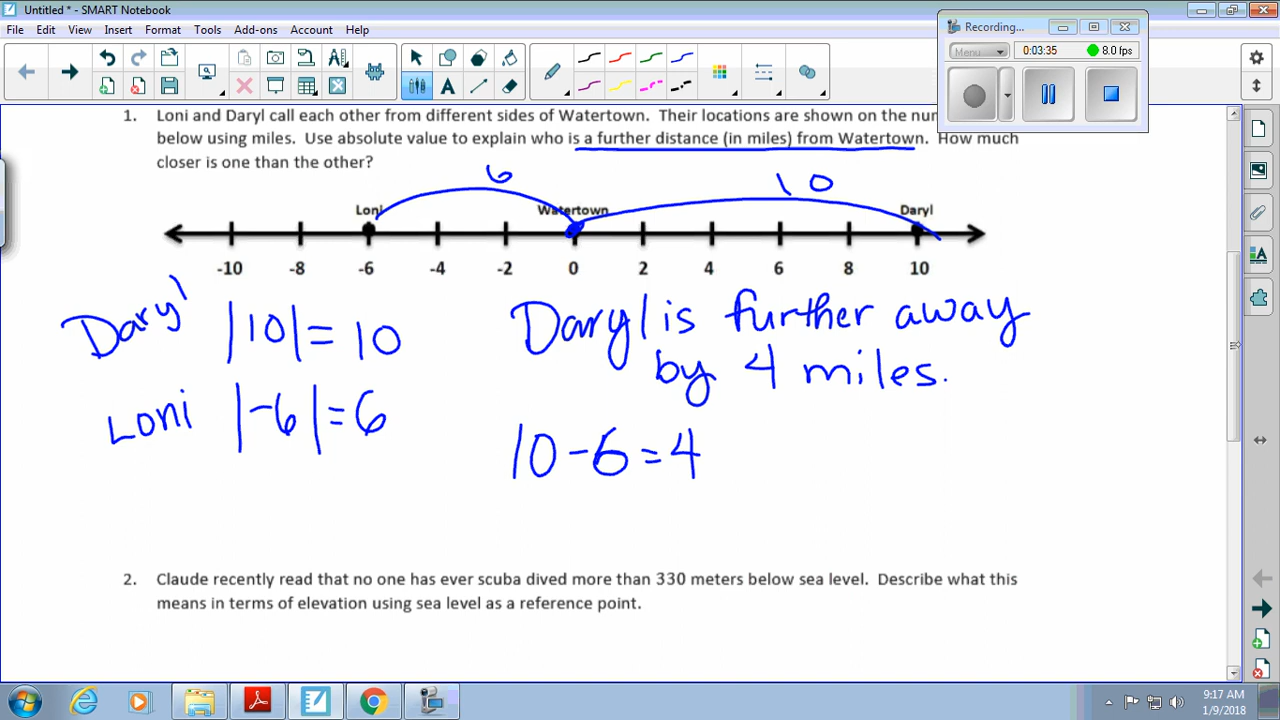 Untitled * - SMART Notebook
File Edit View Insert Format Tools Add-ons Account Help
Recording...
Menu
0:03:35
8.0 fps
1. Loni and Daryl call each other from different sides of Watertown. Their locations are shown on the nu
below using miles. Use absolute value to explain who is a further distance (in miles) from Watertown. How much
closer is one than the other?
6 10
Loni Watertown Daryl
-10 -8 -6 -4 -2 0 2 4 6 8 10
Daryl |10| = 10
Loni |-6| = 6
Daryl is further away
by 4 miles.
10 - 6 = 4
2. Claude recently read that no one has ever scuba dived more than 330 meters below sea level. Describe what this
means in terms of elevation using sea level as a reference point.
9:17 AM
1/9/2018